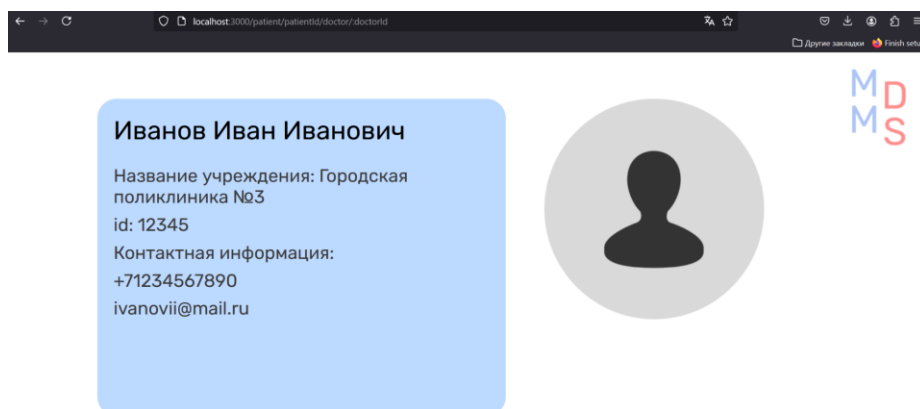 localhost:3000/patient/patientId/doctor/:doctorId
Другие закладки Finish setu
M D
M S
Иванов Иван Иванович
Название учреждения: Городская
поликлиника №3
id: 12345
Контактная информация:
+71234567890
ivanovii@mail.ru